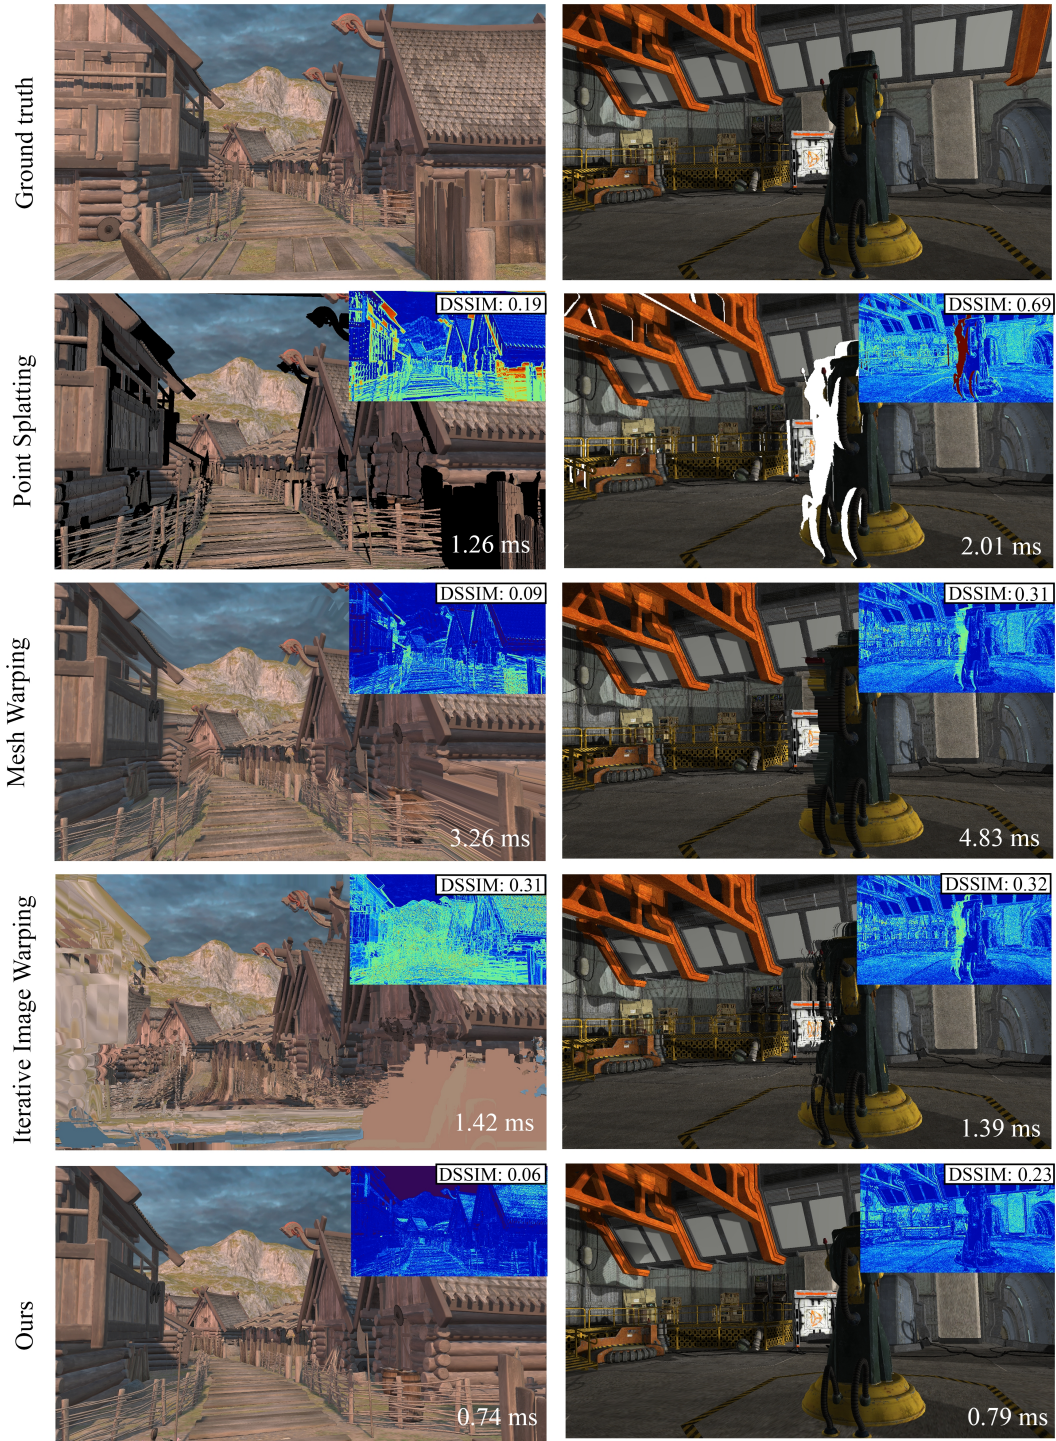 Ground truth
Point Splatting
DSSIM: 0.19
1.26 ms
DSSIM: 0.69
2.01 ms
Mesh Warping
DSSIM: 0.09
3.26 ms
DSSIM: 0.31
4.83 ms
Iterative Image Warping
DSSIM: 0.31
1.42 ms
DSSIM: 0.32
1.39 ms
Ours
DSSIM: 0.06
0.74 ms
DSSIM: 0.23
0.79 ms